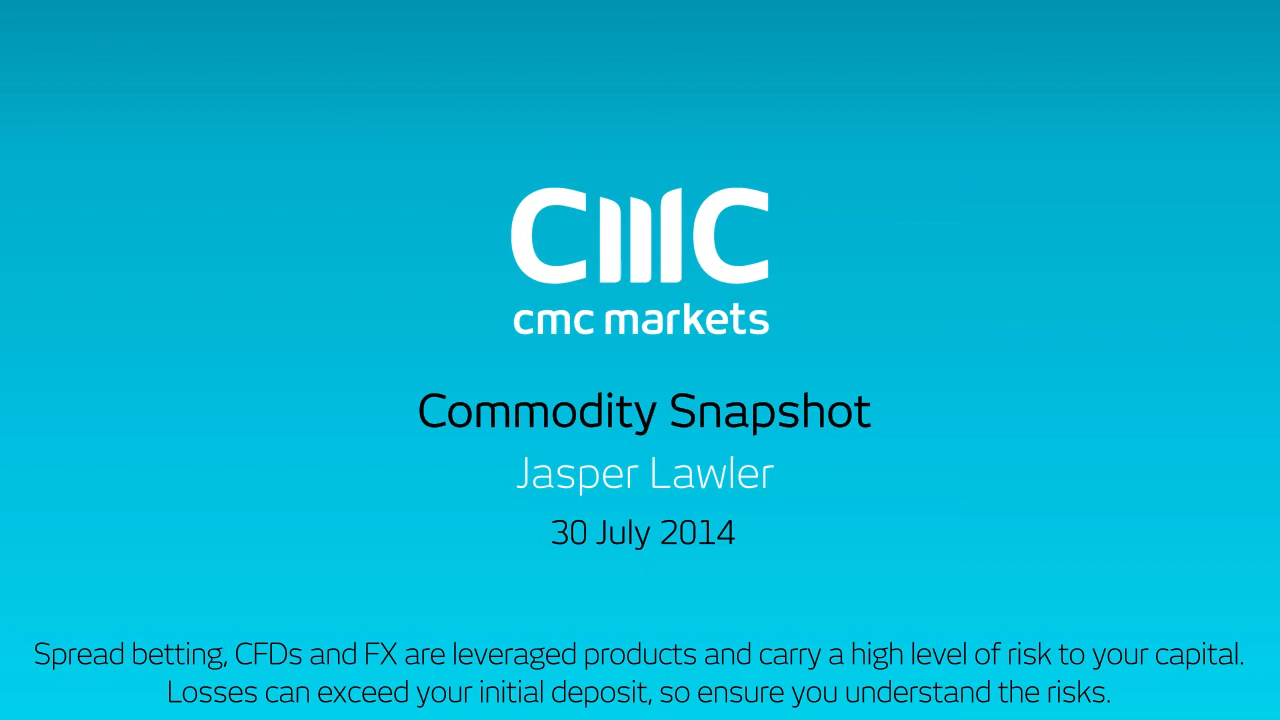 CMC
cmc markets
Commodity Snapshot
Jasper Lawler
30 July 2014
Spread betting, CFDs and FX are leveraged products and carry a high level of risk to your capital.
Losses can exceed your initial deposit, so ensure you understand the risks.